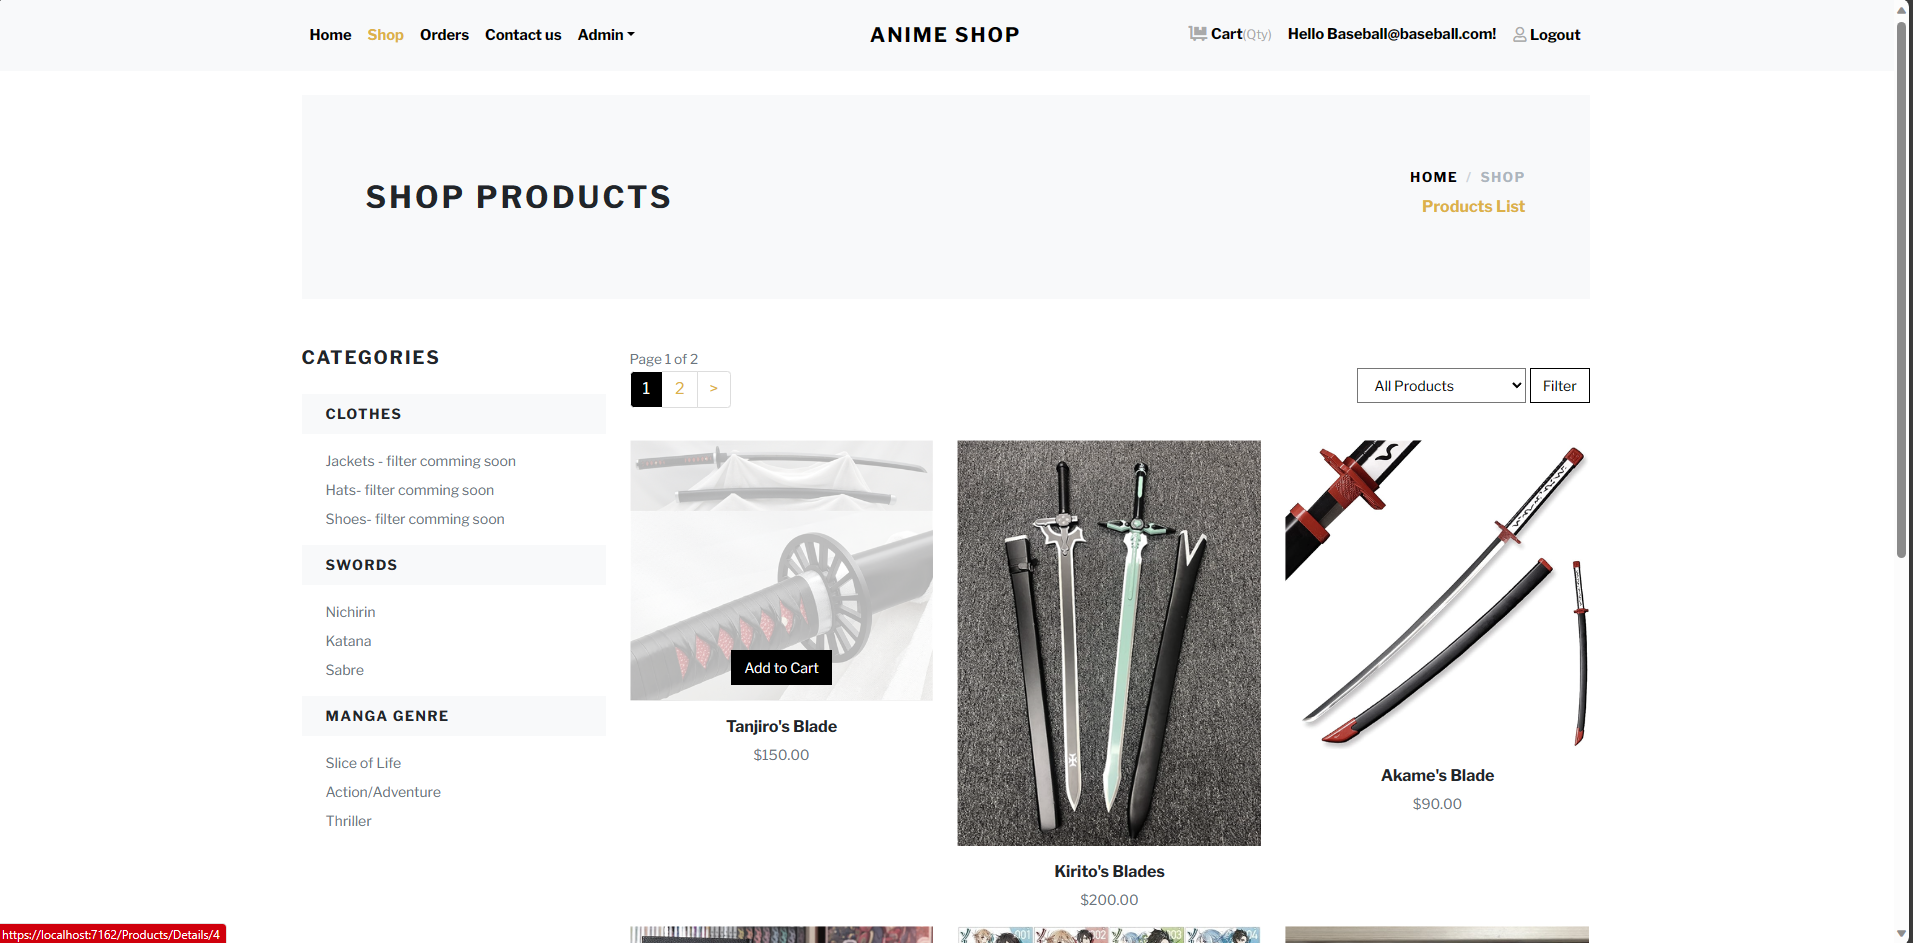 Home Shop Orders Contact us Admin
ANIME SHOP
Cart(Qty) Hello Baseball@baseball.com! Logout
SHOP PRODUCTS
HOME / SHOP
Products List
CATEGORIES
CLOTHES
Jackets - filter comming soon
Hats- filter comming soon
Shoes- filter comming soon
SWORDS
Nichirin
Katana
Sabre
MANGA GENRE
Slice of Life
Action/Adventure
Thriller
Page 1 of 2
1 2 >
All Products Filter
Add to Cart
Tanjiro's Blade
$150.00
Kirito's Blades
$200.00
Akame's Blade
$90.00
001 002 003 04
https://localhost:7162/Products/Details/4